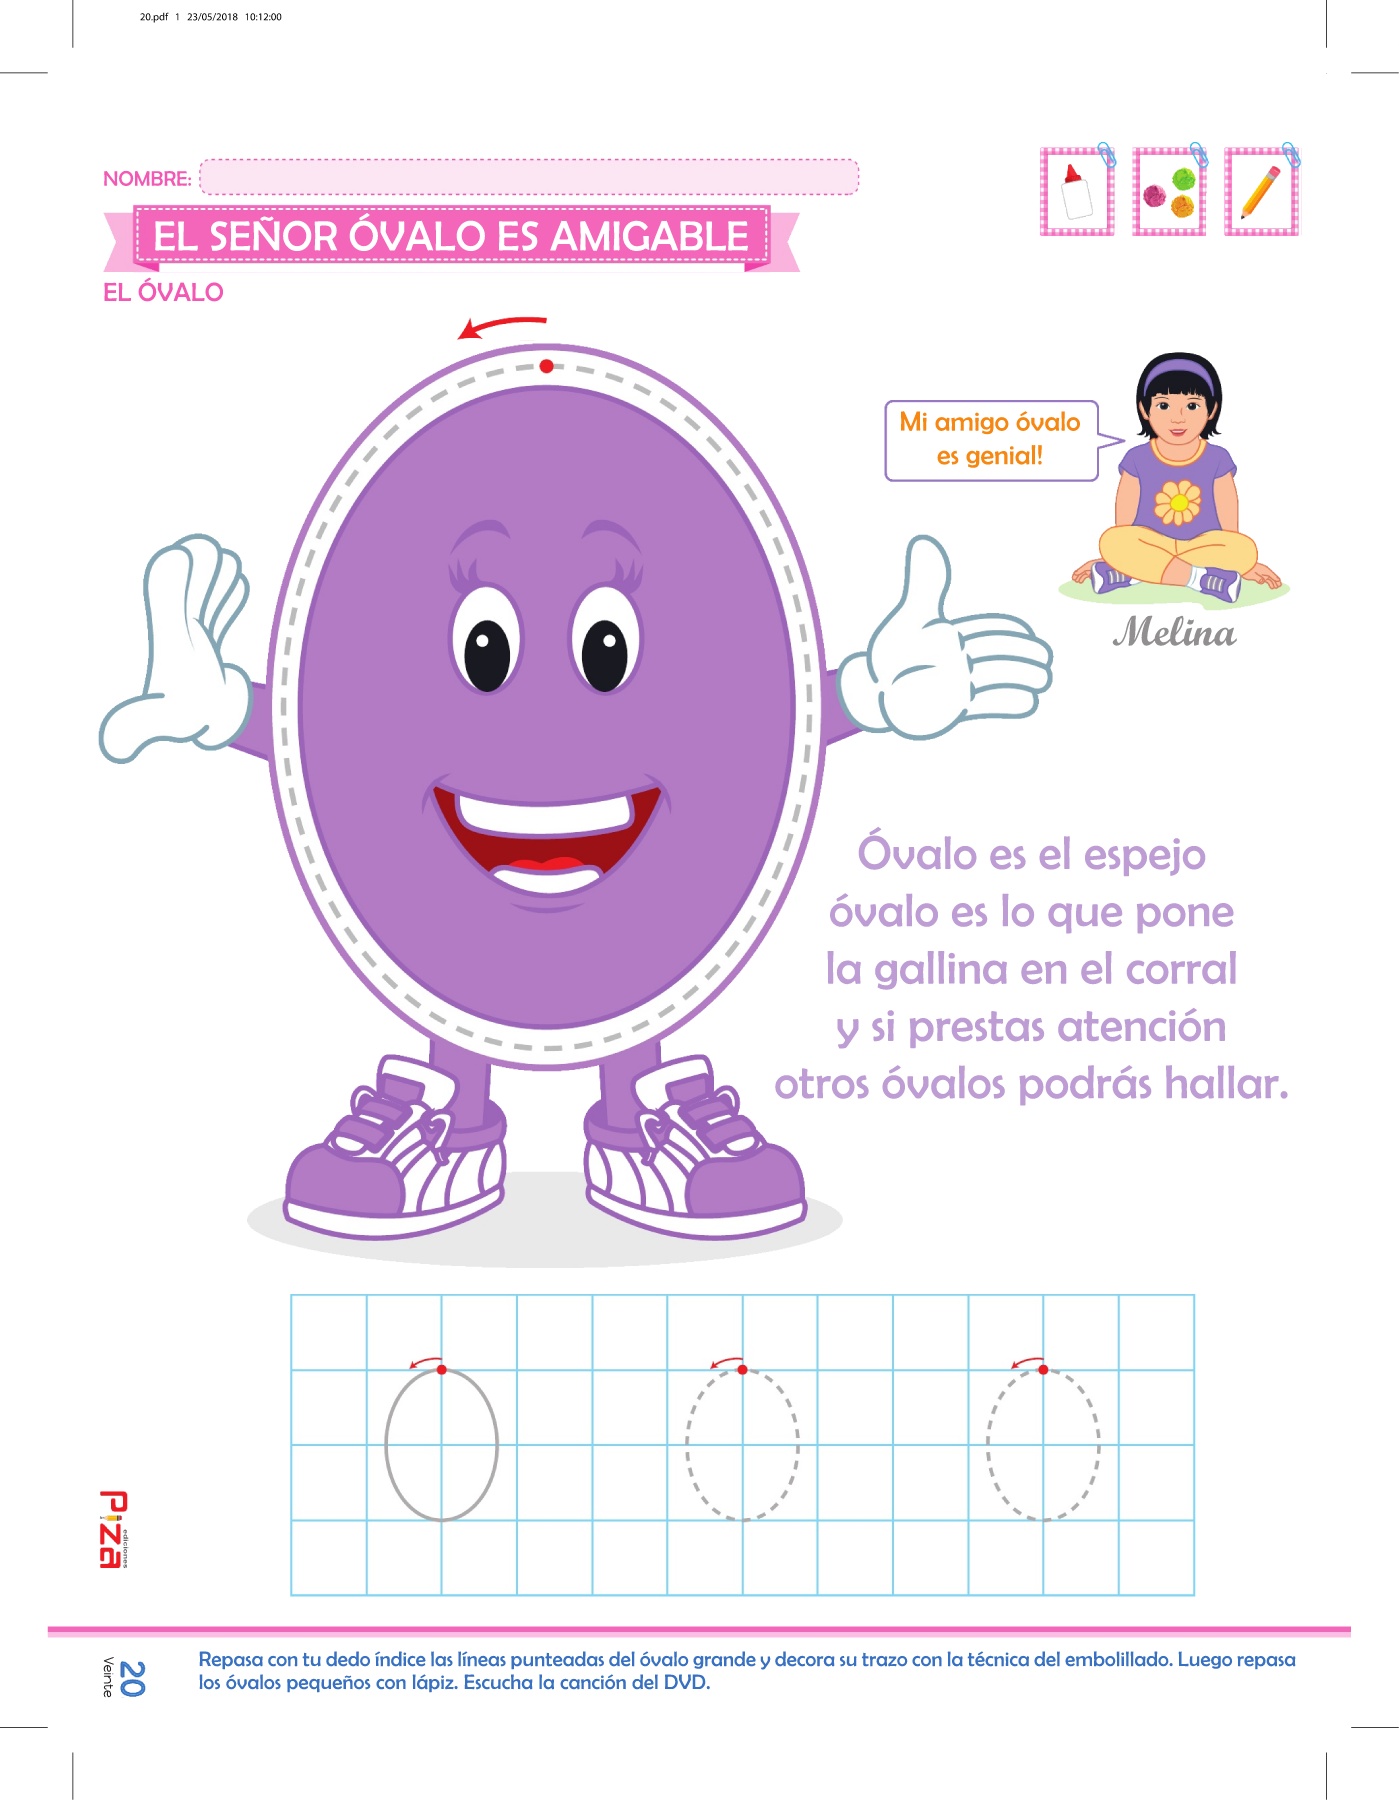 20.pdf 1 23/05/2018 10:12:00
NOMBRE:
EL SEÑOR ÓVALO ES AMIGABLE
EL ÓVALO
Mi amigo óvalo
es genial!
Melina
Óvalo es el espejo
óvalo es lo que pone
la gallina en el corral
y si prestas atención
otros óvalos podrás hallar.
Piza
ediciones
20
Veinte
Repasa con tu dedo índice las líneas punteadas del óvalo grande y decora su trazo con la técnica del embolillado. Luego repasa
los óvalos pequeños con lápiz. Escucha la canción del DVD.